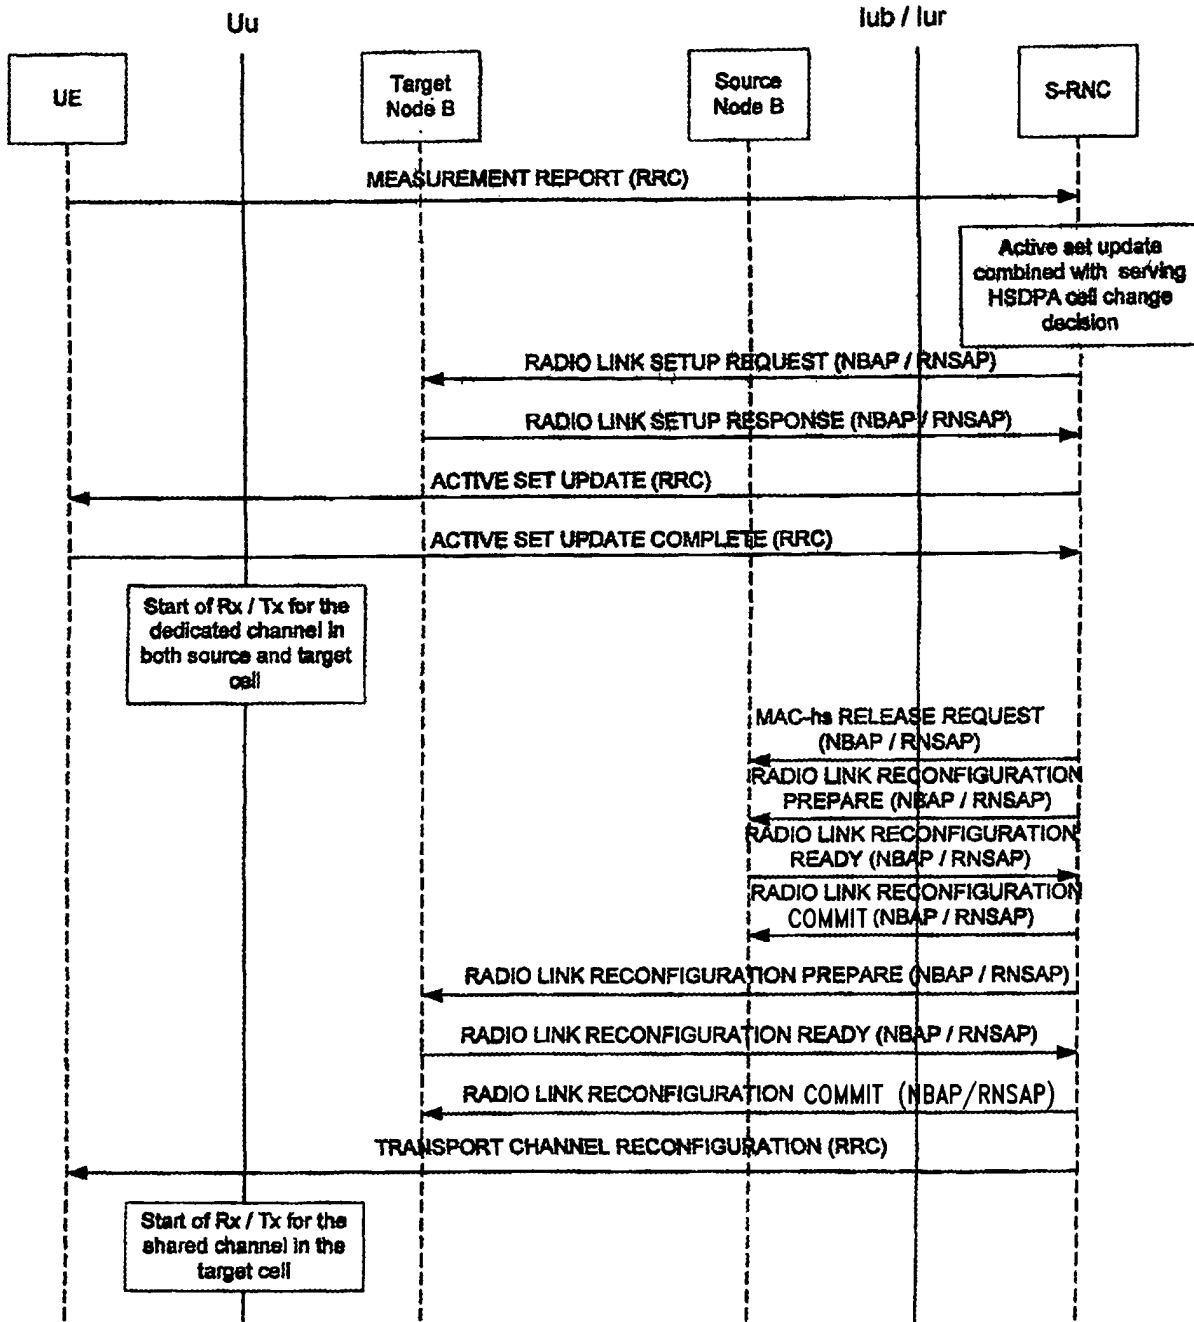 Uu
Iub / Iur
UE
Target
Node B
Source
Node B
S-RNC
MEASUREMENT REPORT (RRC)
Active set update
combined with serving
HSDPA cell change
decision
RADIO LINK SETUP REQUEST (NBAP / RNSAP)
RADIO LINK SETUP RESPONSE (NBAP / RNSAP)
ACTIVE SET UPDATE (RRC)
ACTIVE SET UPDATE COMPLETE (RRC)
Start of Rx / Tx for the
dedicated channel in
both source and target
cell
MAC-hs RELEASE REQUEST
(NBAP / RNSAP)
RADIO LINK RECONFIGURATION
PREPARE (NBAP / RNSAP)
RADIO LINK RECONFIGURATION
READY (NBAP / RNSAP)
RADIO LINK RECONFIGURATION
COMMIT (NBAP / RNSAP)
RADIO LINK RECONFIGURATION PREPARE (NBAP / RNSAP)
RADIO LINK RECONFIGURATION READY (NBAP / RNSAP)
RADIO LINK RECONFIGURATION COMMIT (NBAP/RNSAP)
TRANSPORT CHANNEL RECONFIGURATION (RRC)
Start of Rx / Tx for the
shared channel in the
target cell